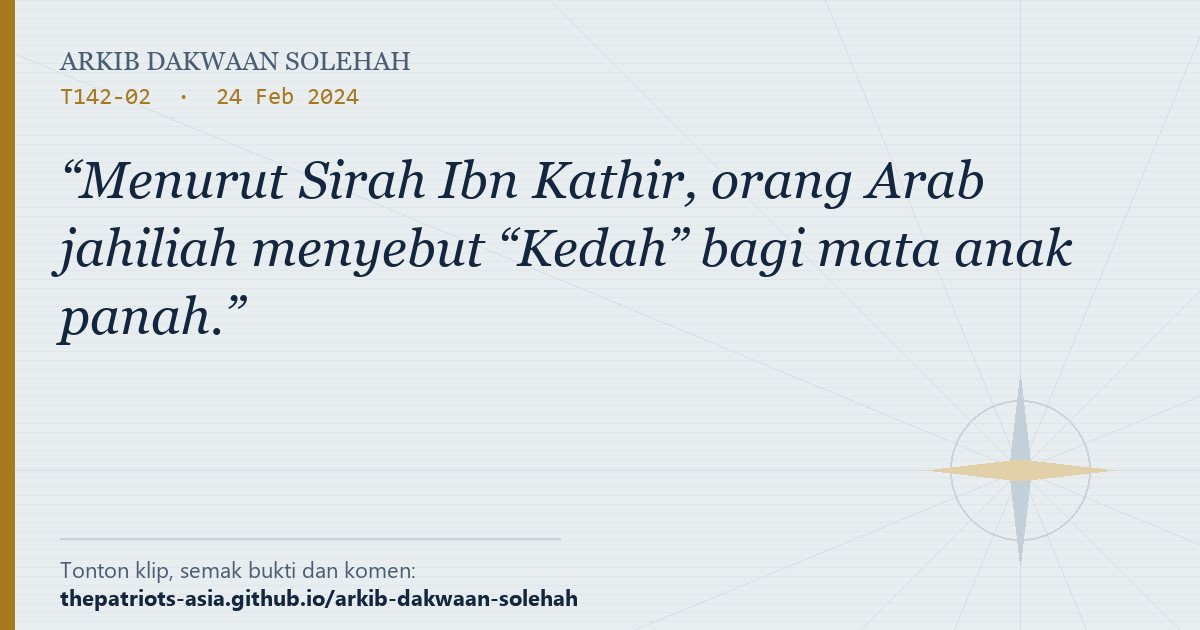 ARKIB DAKWAAN SOLEHAH
T142-02 · 24 Feb 2024
“Menurut Sirah Ibn Kathir, orang Arab
jahiliah menyebut “Kedah” bagi mata anak
panah.”
Tonton klip, semak bukti dan komen:
thepatriots-asia.github.io/arkib-dakwaan-solehah